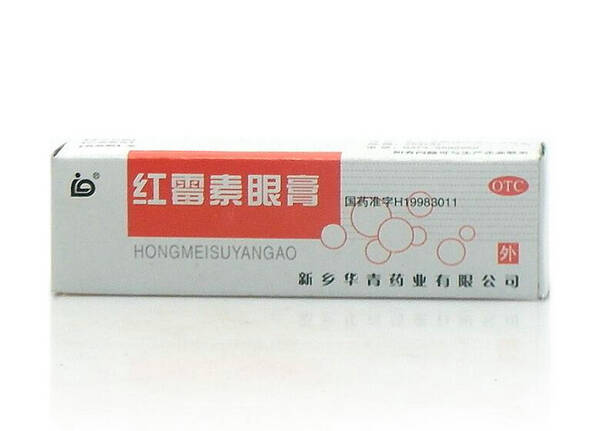 红霉素眼膏
HONGMEISUYANGAO
国药准字H19983011
OTC
外
新乡华青药业有限公司